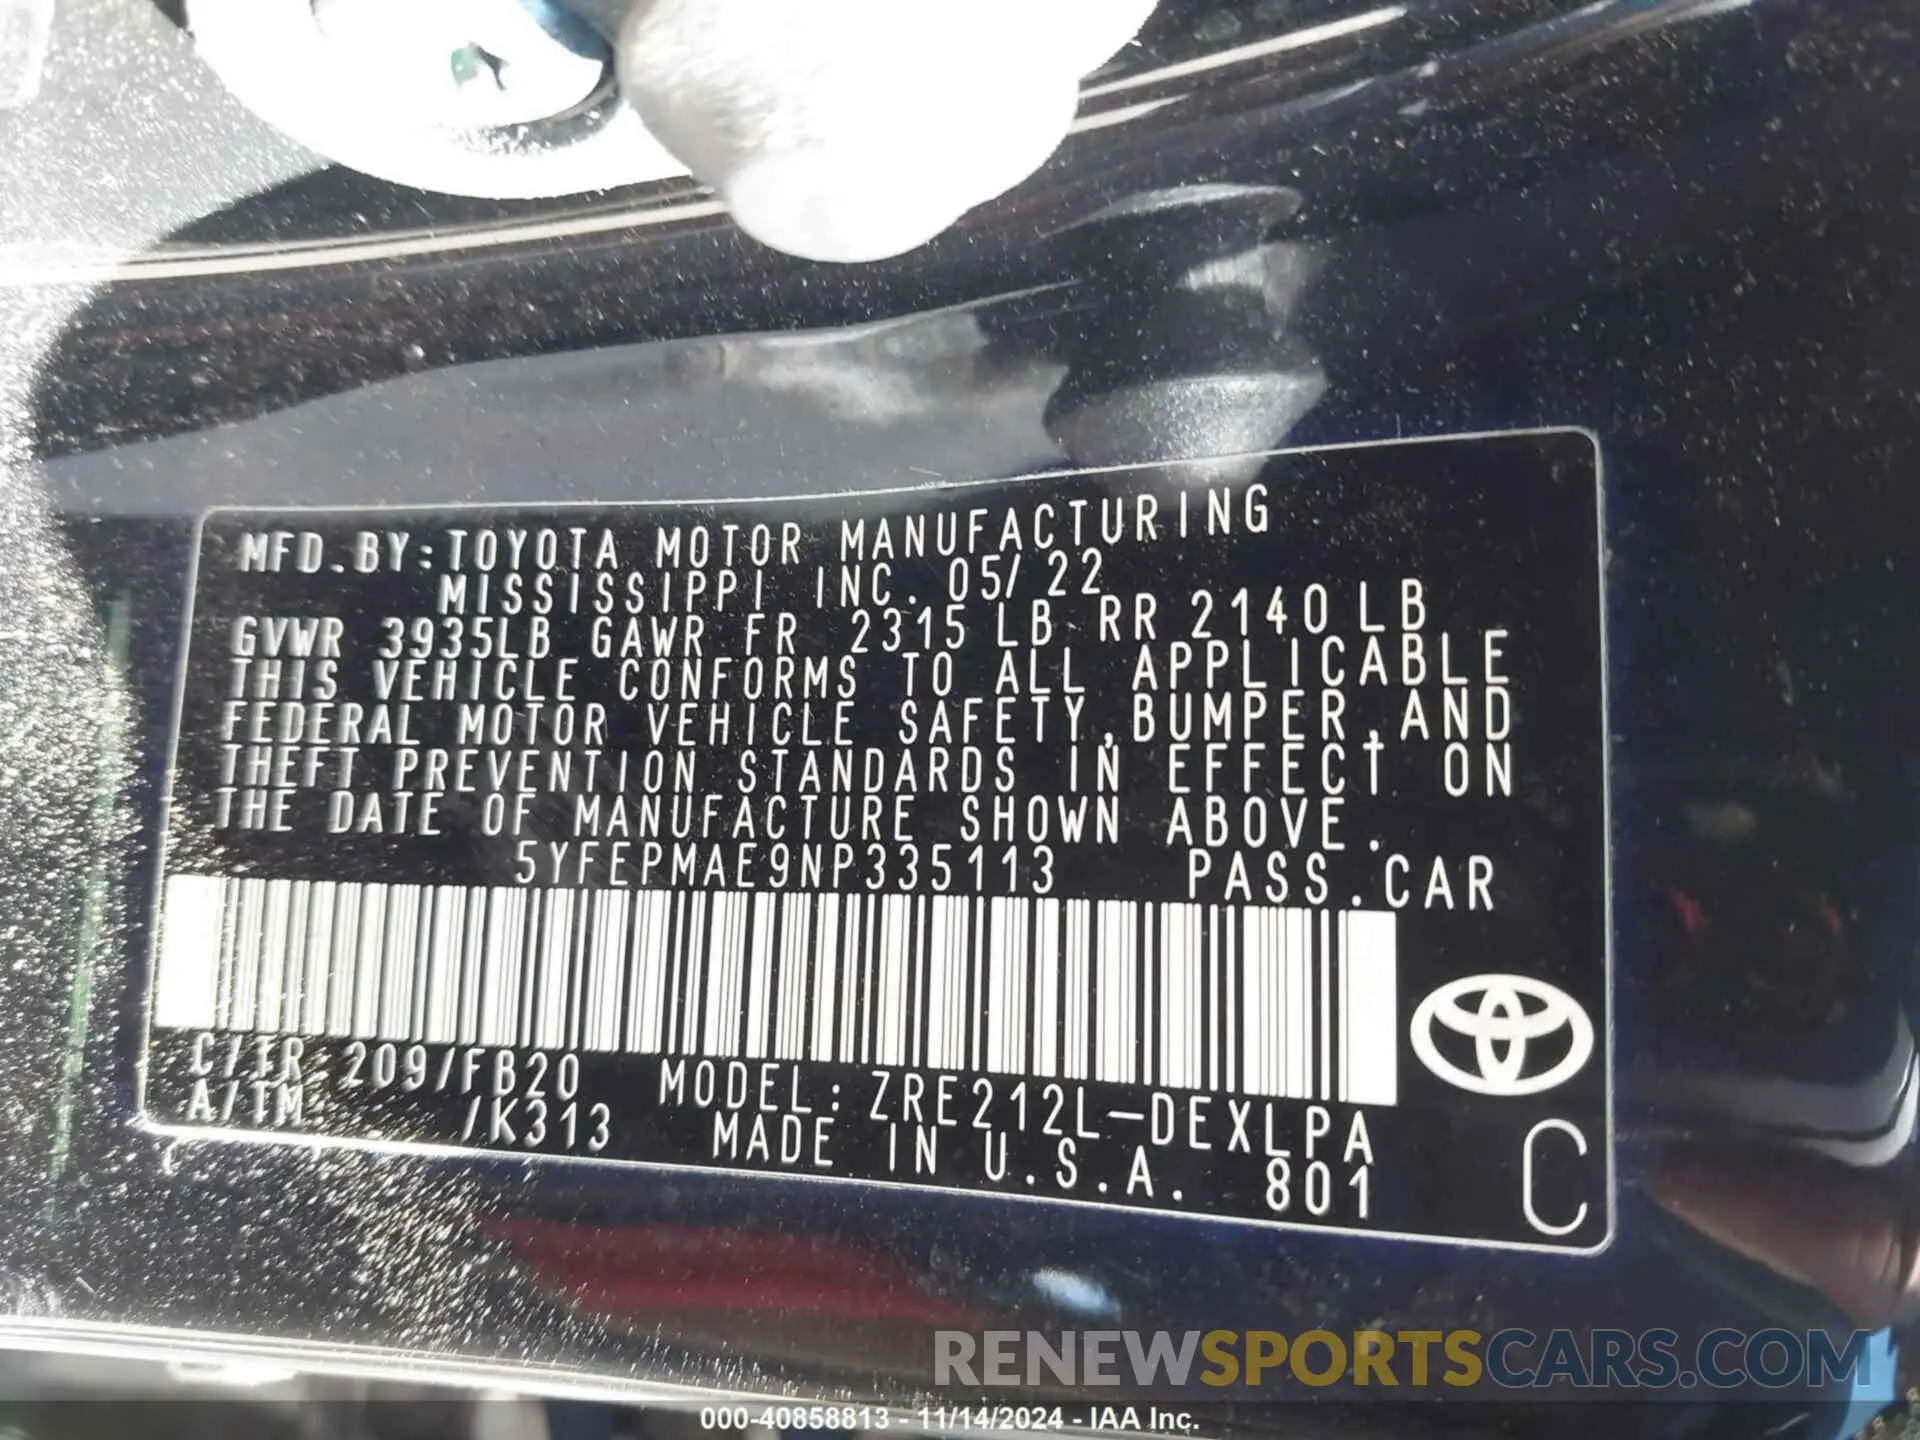 MFD.BY:TOYOTA MOTOR MANUFACTURING
MISSISSIPPI INC. 05/22
GVWR 3935LB GAWR FR 2315 LB RR 2140 LB
THIS VEHICLE CONFORMS TO ALL APPLICABLE
FEDERAL MOTOR VEHICLE SAFETY,BUMPER,AND
THEFT PREVENTION STANDARDS IN EFFECT ON
THE DATE OF MANUFACTURE SHOWN ABOVE.
5YFEPMAE9NP335113 PASS.CAR
C/TR 209/FB20 MODEL: ZRE212L-DEXLPA
A/TM /K313 MADE IN U.S.A. 801
C
RENEWSPORTSCARS.COM
000-40858813 - 11/14/2024 - IAA Inc.